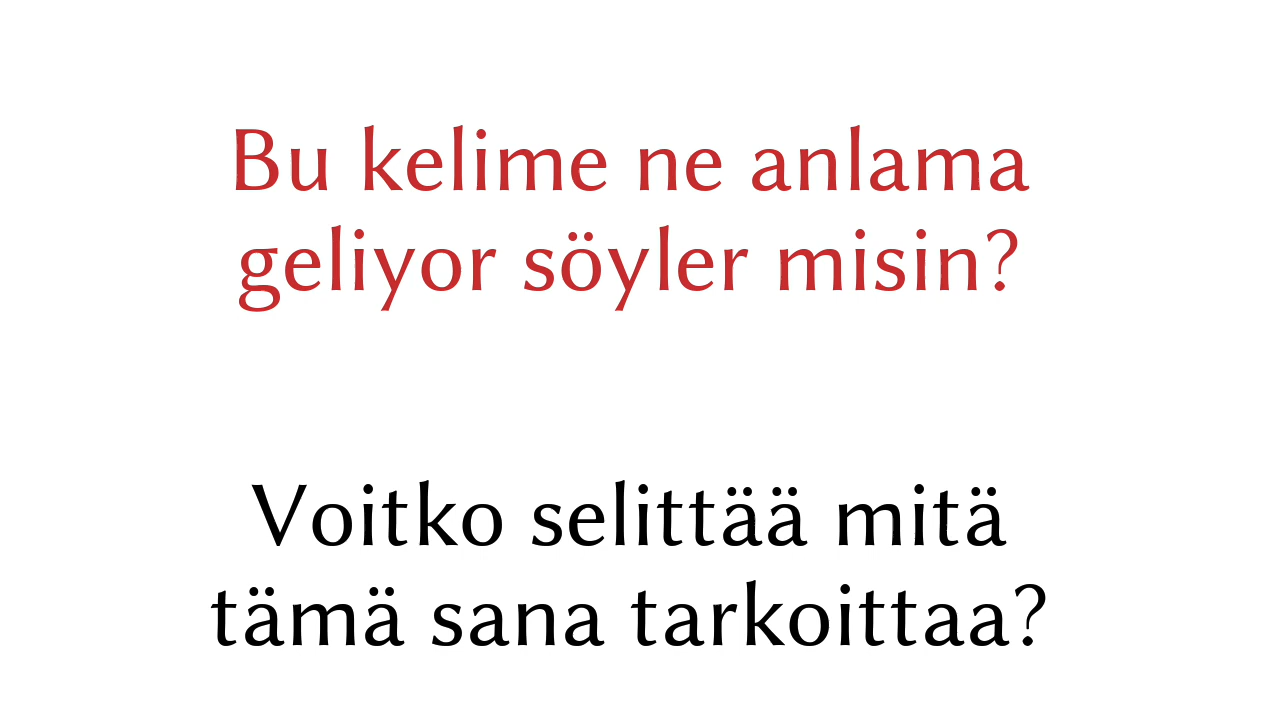 Bu kelime ne anlama
geliyor söyler misin?
Voitko selittää mitä
tämä sana tarkoittaa?